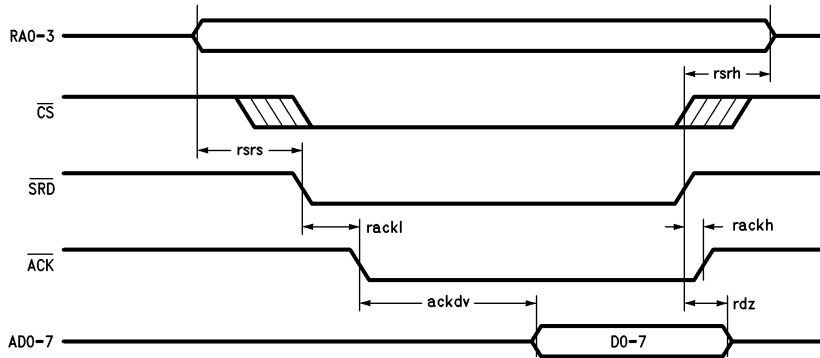 RA0-3
rsrh
CS
rsrs
SRD
rackl
rackh
ACK
ackdv
rdz
AD0-7
D0-7